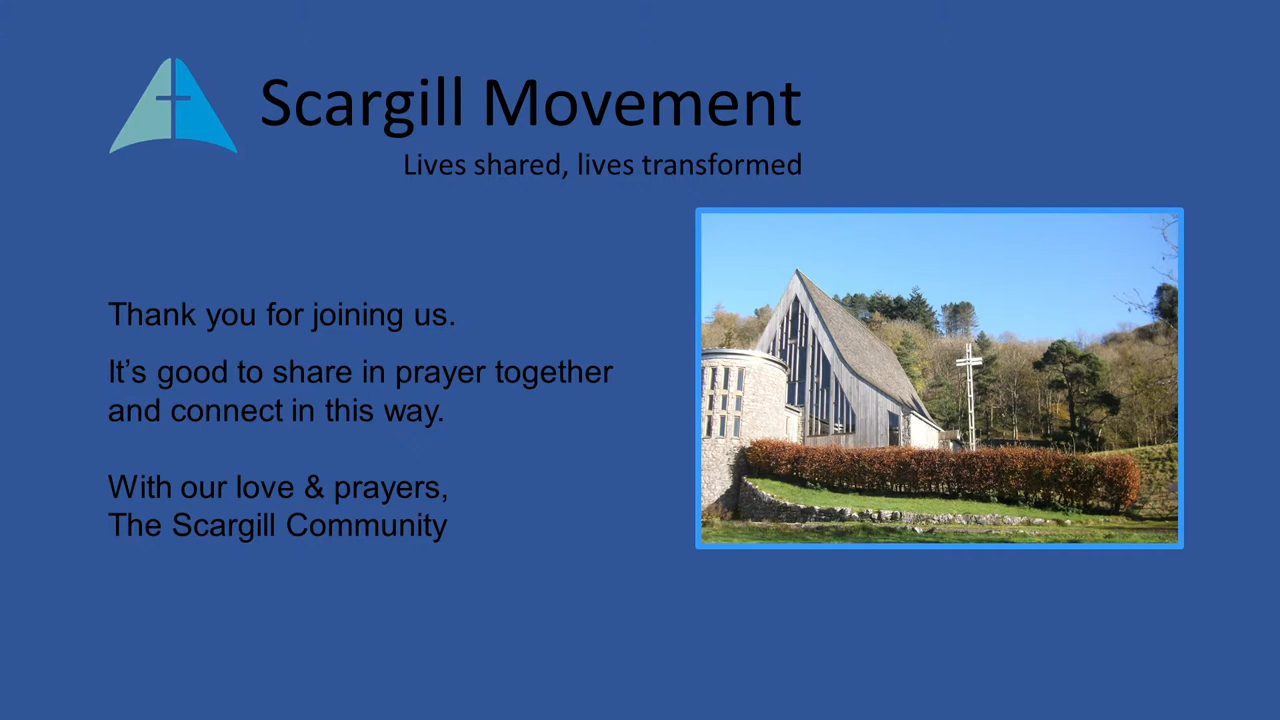 Scargill Movement
Lives shared, lives transformed
Thank you for joining us.
It’s good to share in prayer together
and connect in this way.
With our love & prayers,
The Scargill Community